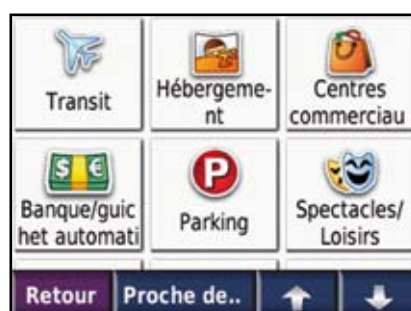 Transit
Hébergeme-
nt
Centres
commerciau
$ €
Banque/guic
het automati
P
Parking
Spectacles/
Loisirs
Retour
Proche de..